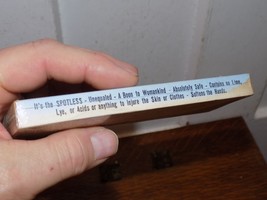 It's the SPOTLESS - Unequaled - A Boon to Womankind - Absolutely Safe - Contains no Lime,
Lye, or Acids or anything to Injure the Skin or Clothes - Softens the Hands.